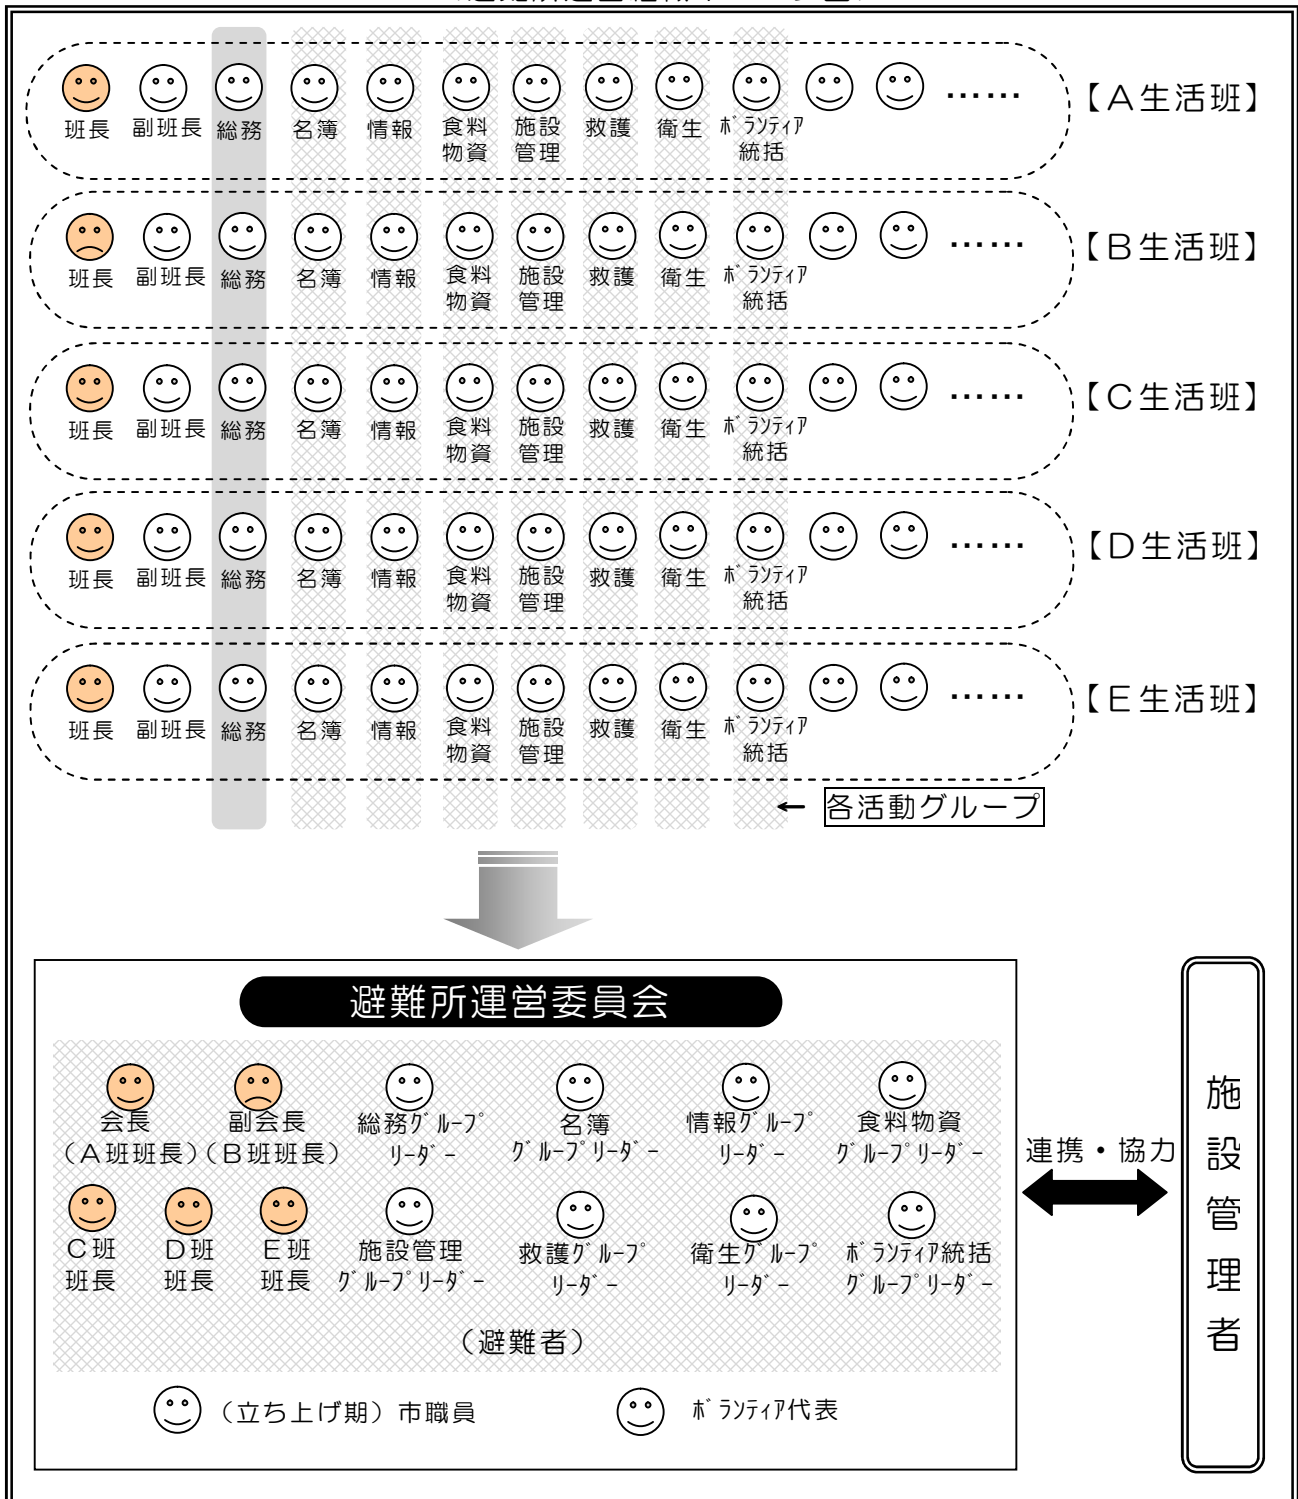 班長 副班長 総務 名簿 情報 食料物資 施設管理 救護 衛生 ボランティア統括 …… 【A生活班】
班長 副班長 総務 名簿 情報 食料物資 施設管理 救護 衛生 ボランティア統括 …… 【B生活班】
班長 副班長 総務 名簿 情報 食料物資 施設管理 救護 衛生 ボランティア統括 …… 【C生活班】
班長 副班長 総務 名簿 情報 食料物資 施設管理 救護 衛生 ボランティア統括 …… 【D生活班】
班長 副班長 総務 名簿 情報 食料物資 施設管理 救護 衛生 ボランティア統括 …… 【E生活班】
← 各活動グループ
避難所運営委員会
会長 副会長 総務グループ 名簿 情報グループ 食料物資
(A班班長) (B班班長) リーダー グループリーダー リーダー グループリーダー
C班 D班 E班 施設管理 救護グループ 衛生グループ ボランティア統括
班長 班長 班長 グループリーダー リーダー リーダー グループリーダー
(避難者)
(立ち上げ期)市職員 ボランティア代表
連携・協力
施設管理者